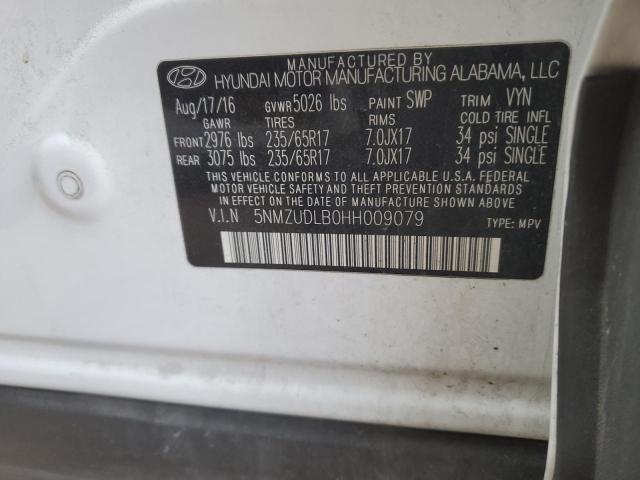 MANUFACTURED BY
HYUNDAI MOTOR MANUFACTURING ALABAMA, LLC
Aug/17/16 GVWR 5026 lbs PAINT SWP TRIM VYN
GAWR TIRES RIMS COLD TIRE INFL
FRONT 2976 lbs 235/65R17 7.0JX17 34 psi SINGLE
REAR 3075 lbs 235/65R17 7.0JX17 34 psi SINGLE
THIS VEHICLE CONFORMS TO ALL APPLICABLE U.S.A. FEDERAL
MOTOR VEHICLE SAFETY AND THEFT PREVENTION STANDARDS
IN EFFECT ON THE DATE OF MANUFACTURE SHOWN ABOVE
V.I.N 5NMZUDLB0HH009079 TYPE: MPV